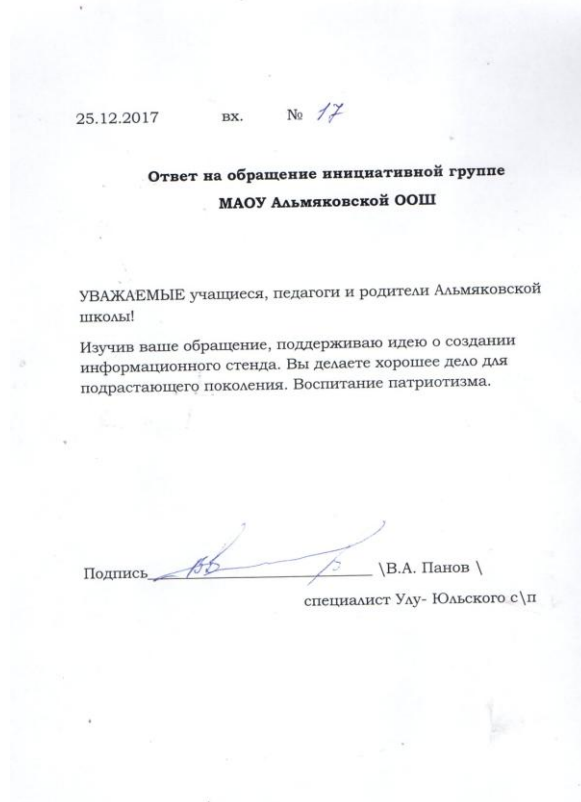 25.12.2017 вх. № 17
Ответ на обращение инициативной группе
МАОУ Альмяковской ООШ
УВАЖАЕМЫЕ учащиеся, педагоги и родители Альмяковской
школы!
Изучив ваше обращение, поддерживаю идею о создании
информационного стенда. Вы делаете хорошее дело для
подрастающего поколения. Воспитание патриотизма.
Подпись____________________ \В.А. Панов \
специалист Улу- Юльского с\п